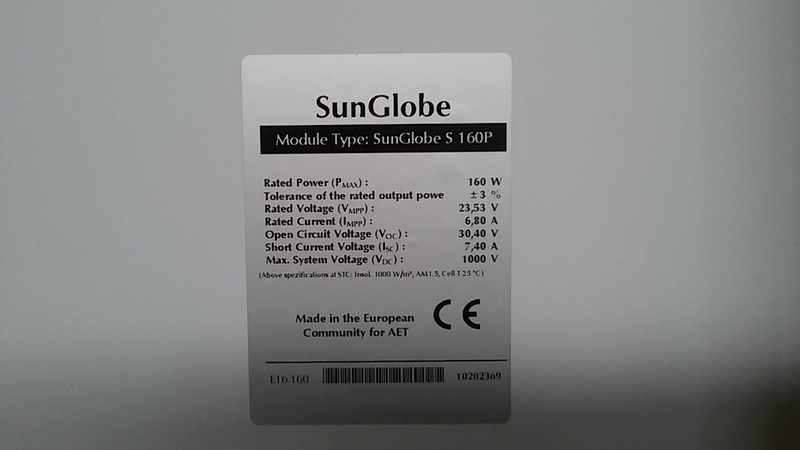 SunGlobe
Module Type: SunGlobe S 160P
Rated Power (PMAX) : 160 W
Tolerance of the rated output powe ± 3 %
Rated Voltage (VMPP) : 23,53 V
Rated Current (IMPP) : 6,80 A
Open Circuit Voltage (VOC) : 30,40 V
Short Current Voltage (ISC) : 7,40 A
Max. System Voltage (VDC) : 1000 V
(Above spezifications at STC: Insol. 1000 W/m², AM1.5, Cell T 25 °C)
Made in the European
Community for AET
CE
E16.160 10202369